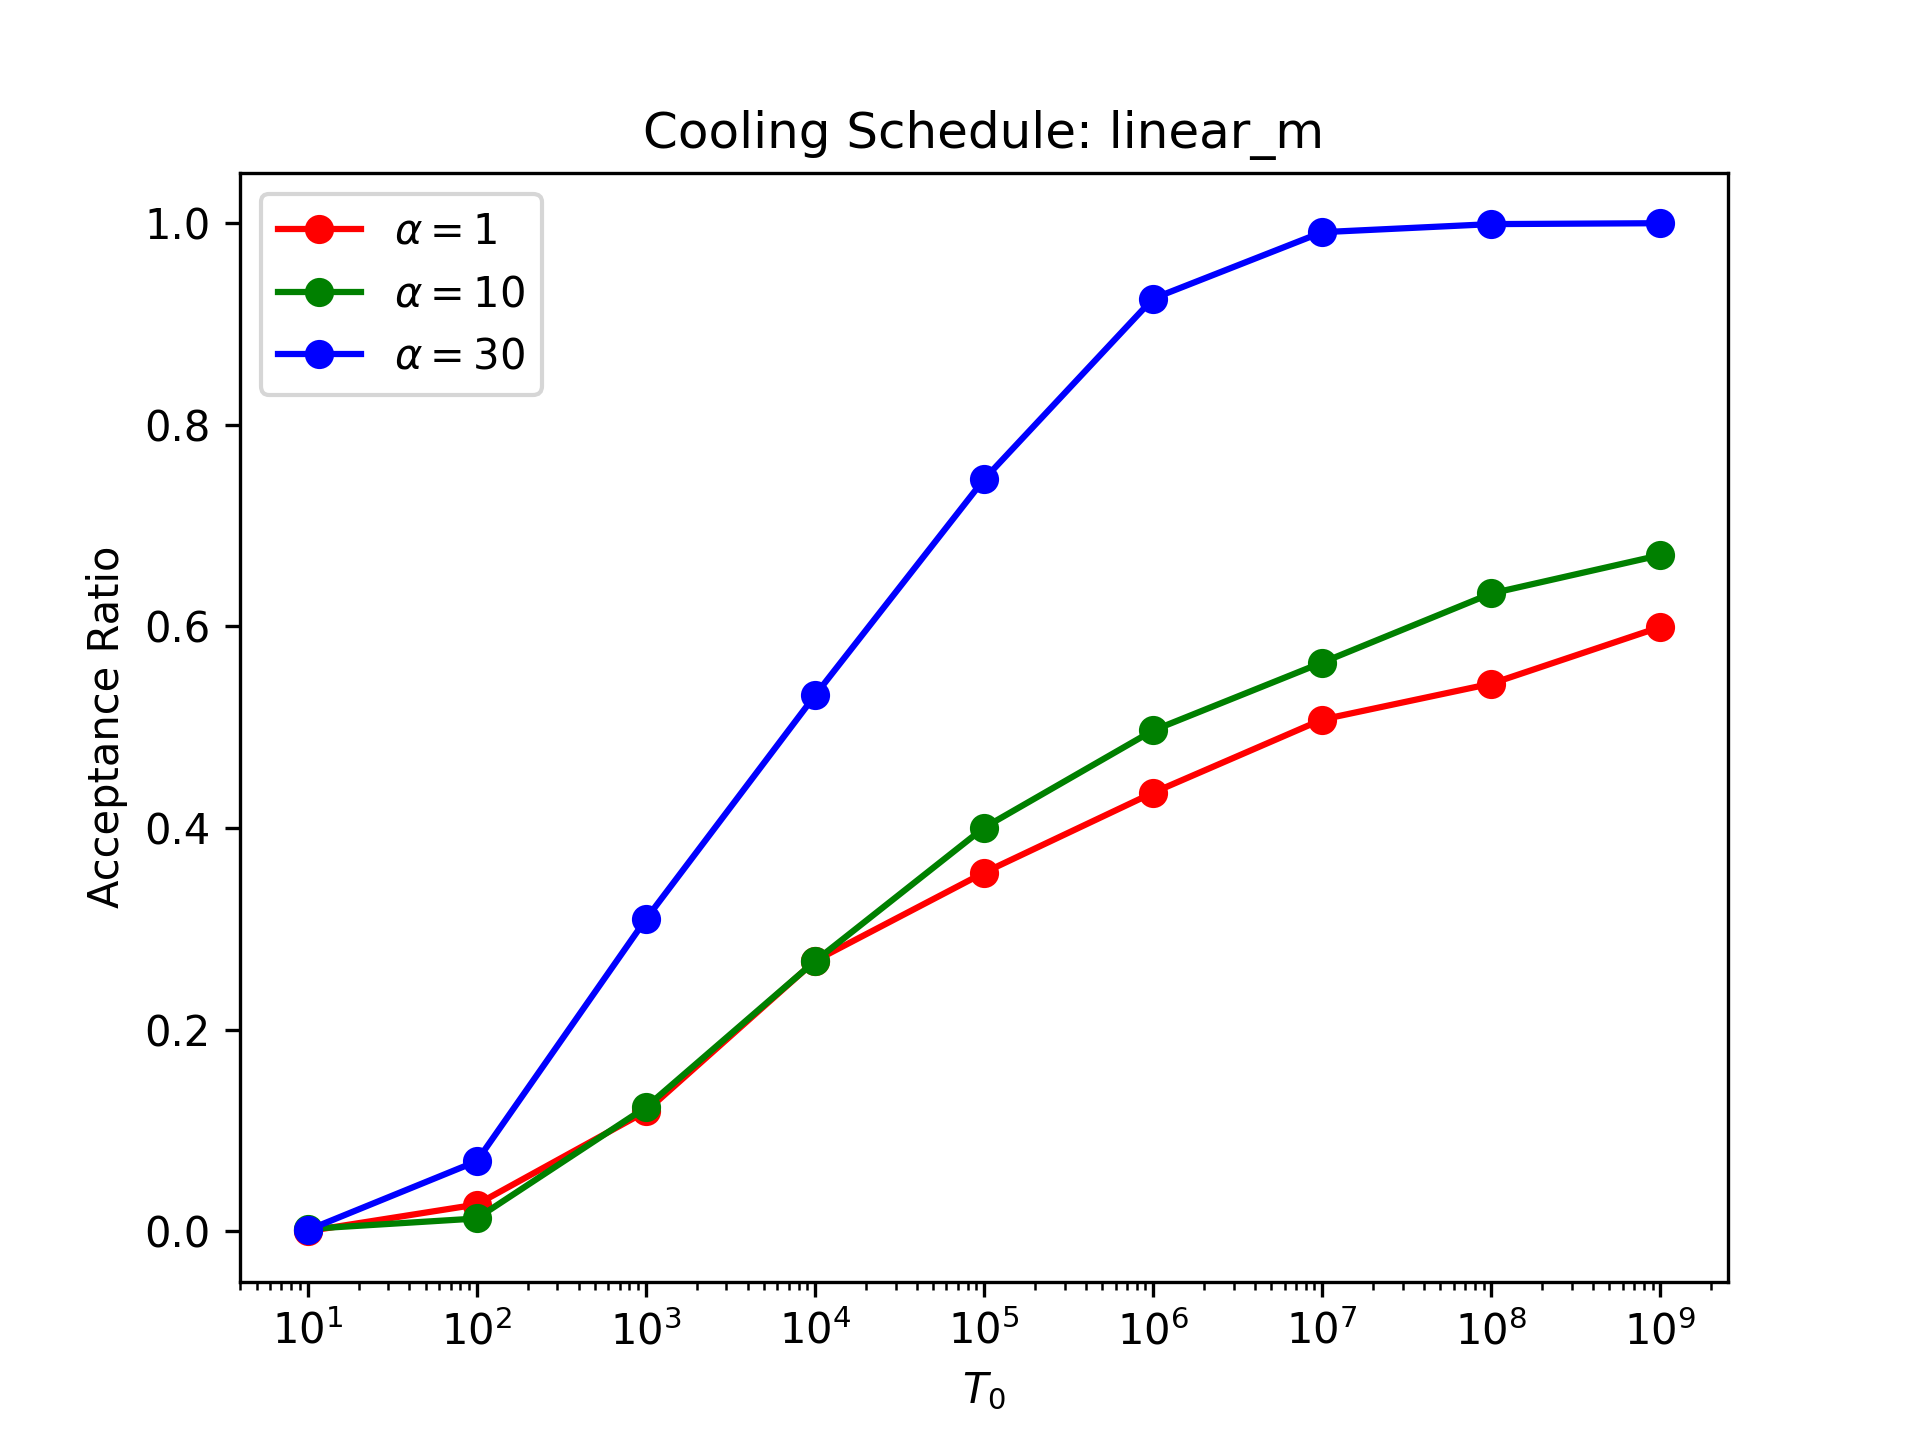 Cooling Schedule: linear_m
α = 1
α = 10
α = 30
1.0
0.8
0.6
0.4
0.2
0.0
Acceptance Ratio
10¹ 10² 10³ 10⁴ 10⁵ 10⁶ 10⁷ 10⁸ 10⁹
T₀